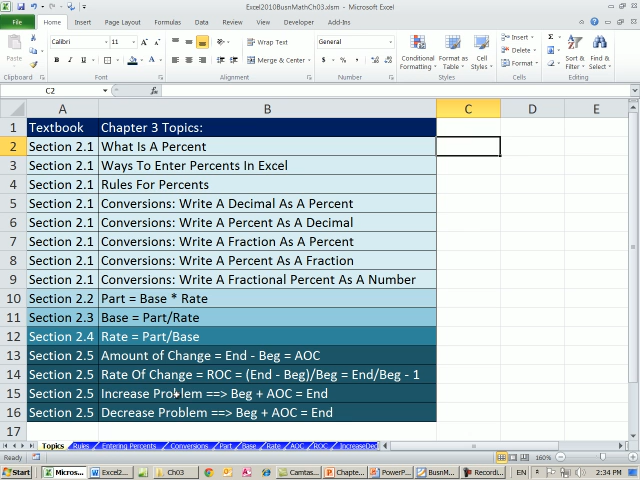 Excel2010BusnMathCh03.xlsm - Microsoft Excel
File Home Insert Page Layout Formulas Data Review View Developer Add-Ins
Paste Calibri 11 Wrap Text General Conditional Formatting Format as Table Cell Styles Insert Delete Format Sort & Filter Find & Select
B I U Merge & Center $ % ,
Clipboard Font Alignment Number Styles Cells Editing
C2 fx
A B C D E
1 Textbook Chapter 3 Topics:
2 Section 2.1 What Is A Percent
3 Section 2.1 Ways To Enter Percents In Excel
4 Section 2.1 Rules For Percents
5 Section 2.1 Conversions: Write A Decimal As A Percent
6 Section 2.1 Conversions: Write A Percent As A Decimal
7 Section 2.1 Conversions: Write A Fraction As A Percent
8 Section 2.1 Conversions: Write A Percent As A Fraction
9 Section 2.1 Conversions: Write A Fractional Percent As A Number
10 Section 2.2 Part = Base * Rate
11 Section 2.3 Base = Part/Rate
12 Section 2.4 Rate = Part/Base
13 Section 2.5 Amount of Change = End - Beg = AOC
14 Section 2.5 Rate Of Change = ROC = (End - Beg)/Beg = End/Beg - 1
15 Section 2.5 Increase Problem ==> Beg + AOC = End
16 Section 2.5 Decrease Problem ==> Beg + AOC = End
17
Topics Rules Entering Percents Conversions Part Base Rate AOC ROC IncreaseDec
Ready 160%
Start Micros... Excel2... Ch03 Camtas... Chapte... PowerP... BusnM... Recordi... EN 2:34 PM